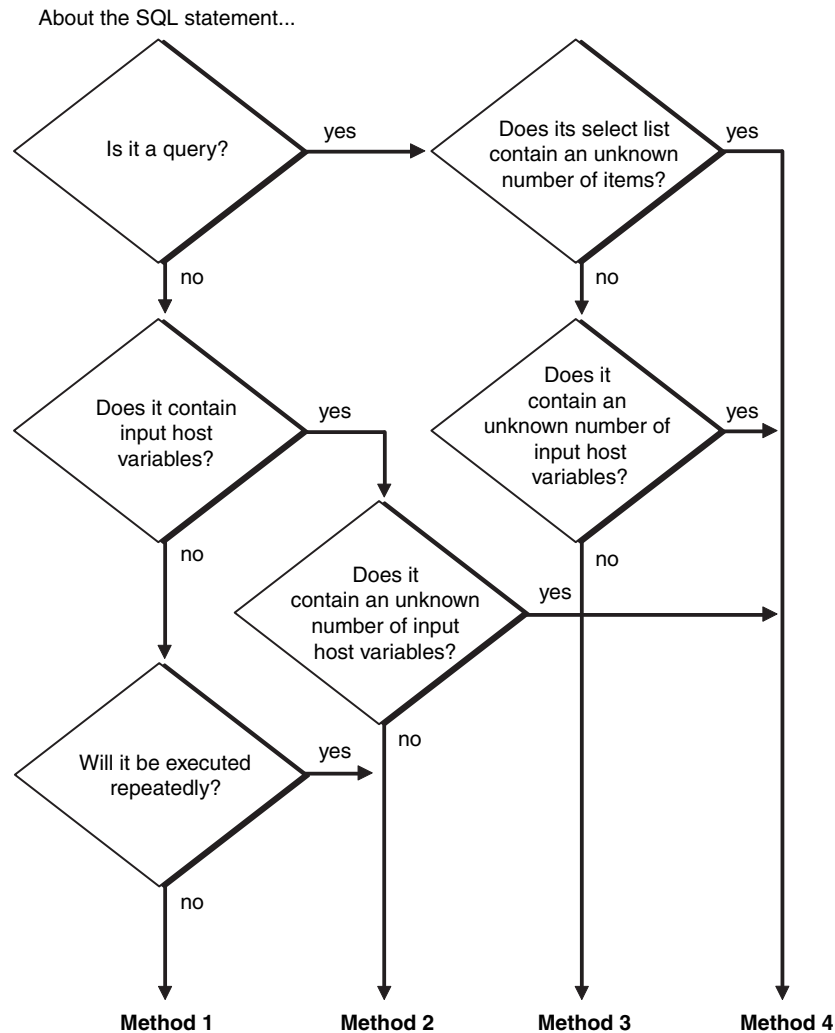 About the SQL statement...
Is it a query?
yes
Does its select list
contain an unknown
number of items?
yes
no
no
Does it contain
input host
variables?
yes
Does it
contain an
unknown number of
input host
variables?
yes
no
no
Does it
contain an unknown
number of input
host variables?
yes
no
Will it be executed
repeatedly?
yes
no
Method 1
Method 2
Method 3
Method 4